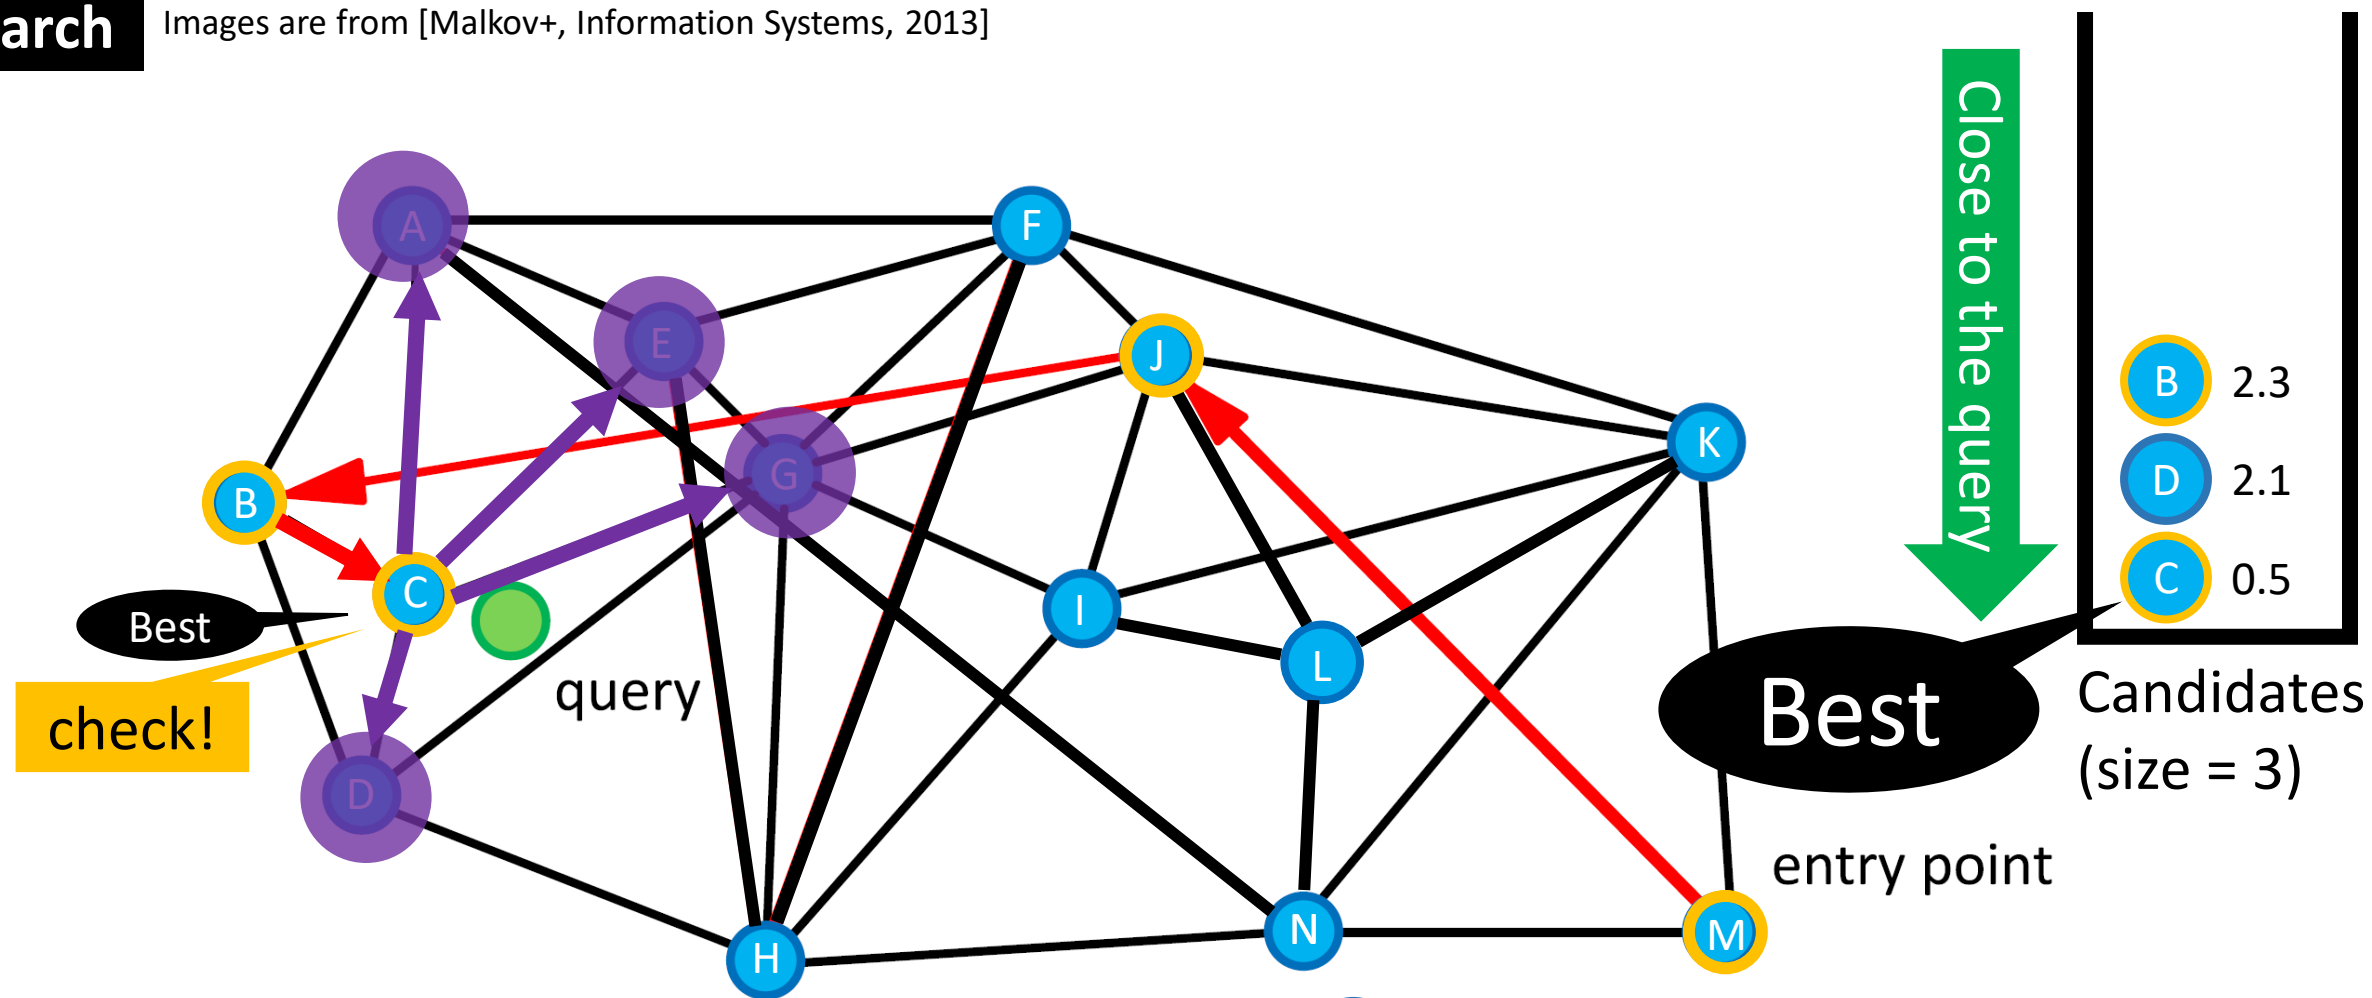 arch
Images are from [Malkov+, Information Systems, 2013]
Close to the query
A
F
E
J
B 2.3
K
G
D 2.1
B
C 0.5
C
I
Best
L
query
Best
Candidates
check!
(size = 3)
D
entry point
N
M
H